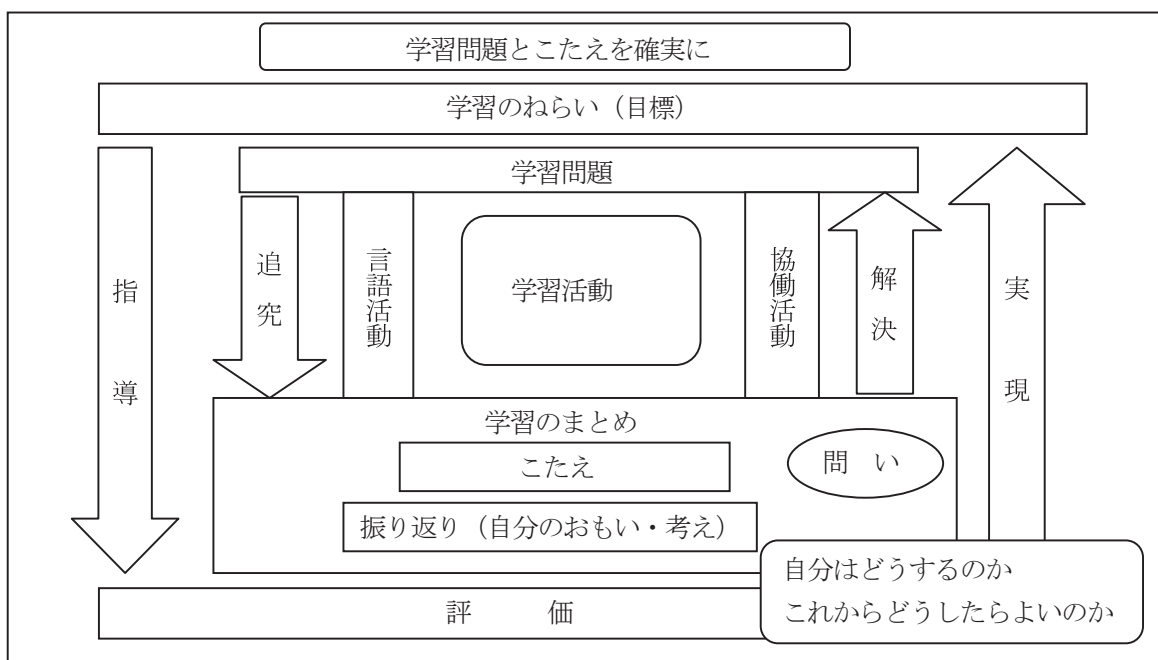 学習問題とこたえを確実に
学習のねらい（目標）
学習問題
指導
追究
言語活動
学習活動
協働活動
解決
実現
学習のまとめ
こたえ
問い
振り返り（自分のおもい・考え）
自分はどうするのか
これからどうしたらよいのか
評価